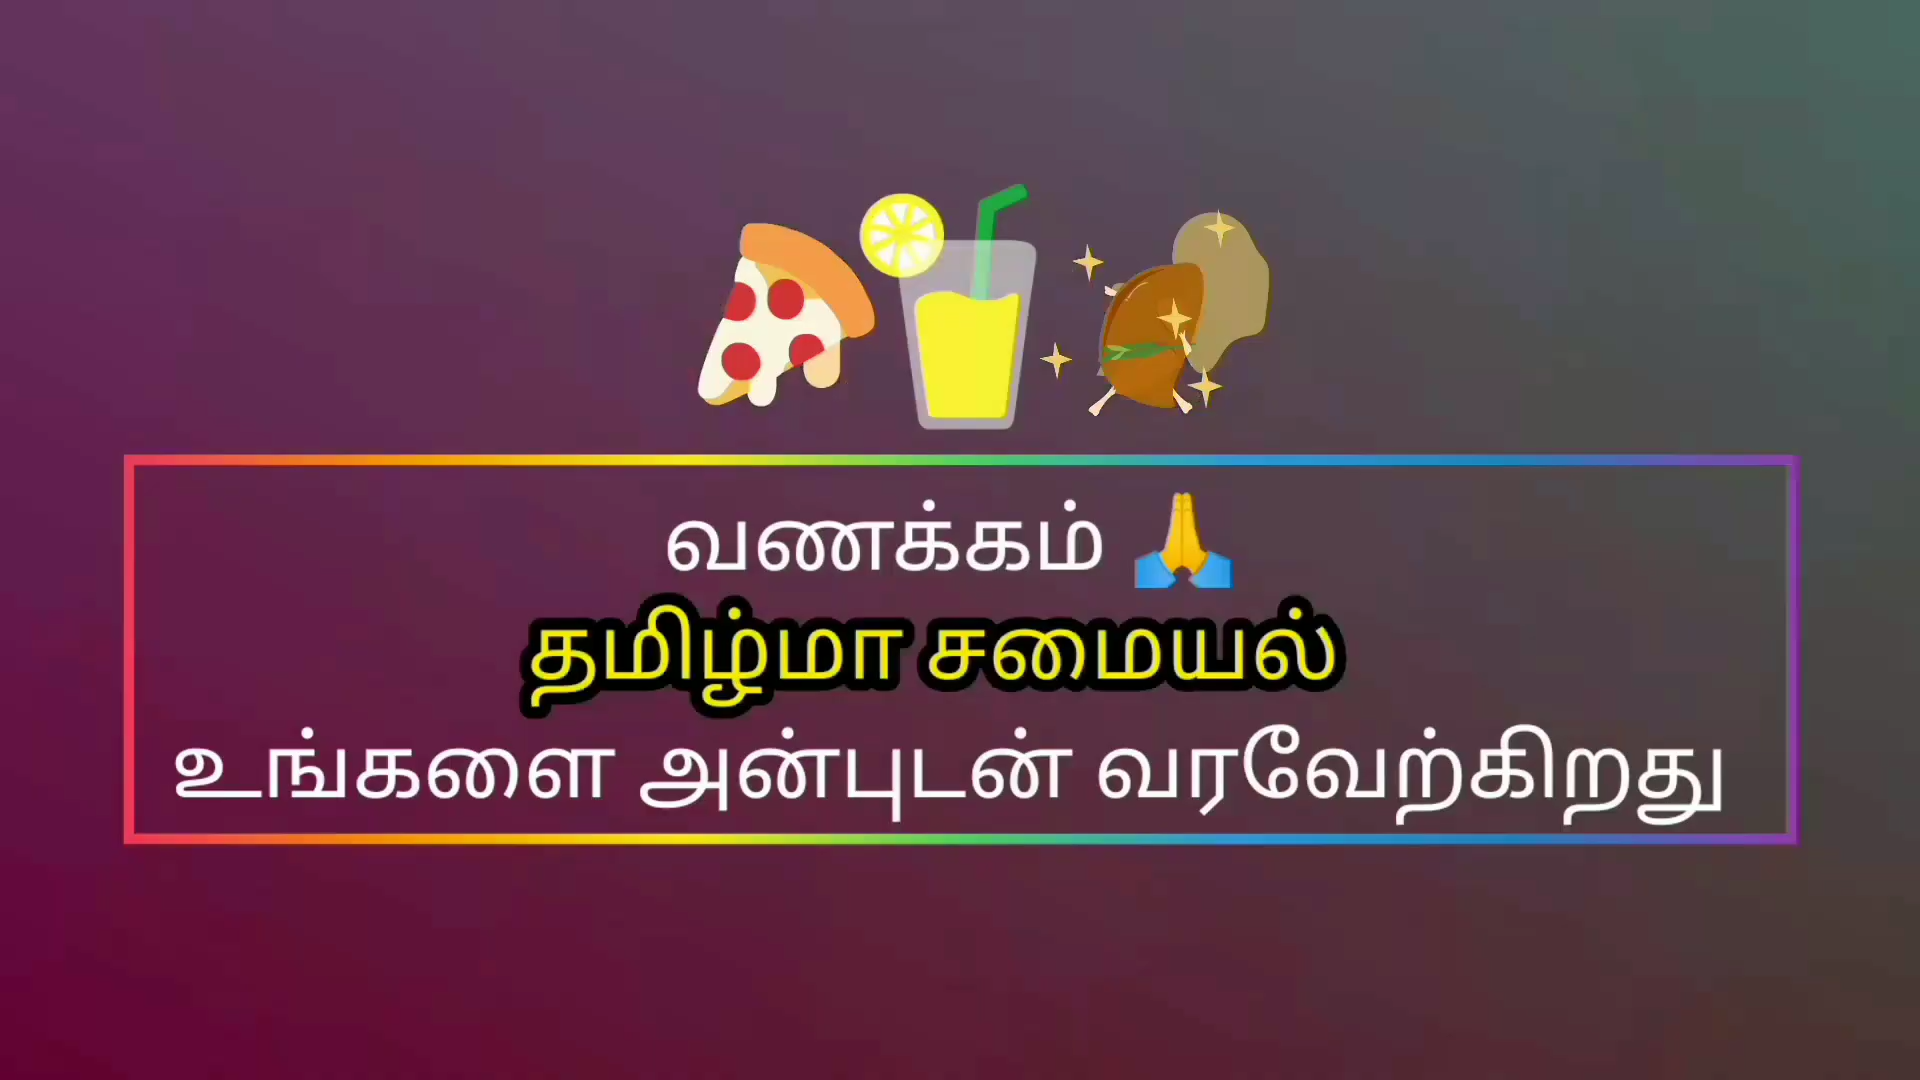 வணக்கம் 🙏
தமிழ்மா சமையல்
உங்களை அன்புடன் வரவேற்கிறது